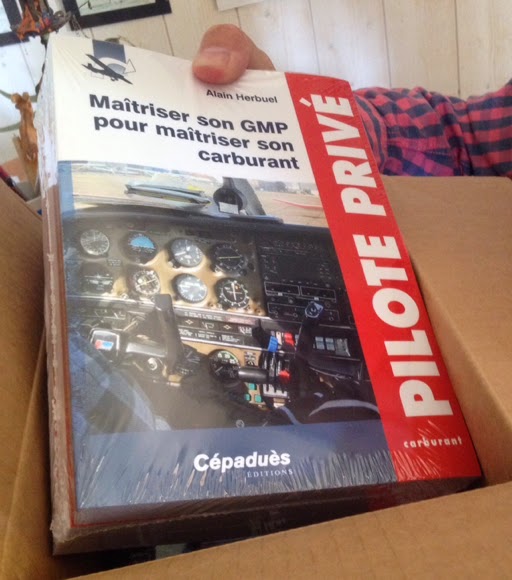 Alain Herbuel
Maîtriser son GMP
pour maîtriser son
carburant
PILOTE PRIVÉ
carburant
Cépaduès
EDITIONS